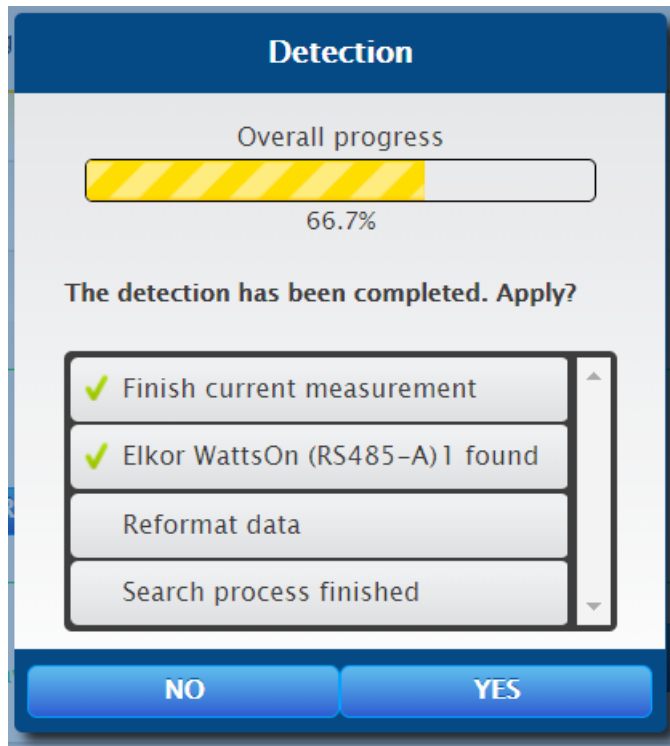 Detection
Overall progress
66.7%
The detection has been completed. Apply?
Finish current measurement
Elkor WattsOn (RS485-A)1 found
Reformat data
Search process finished
NO
YES